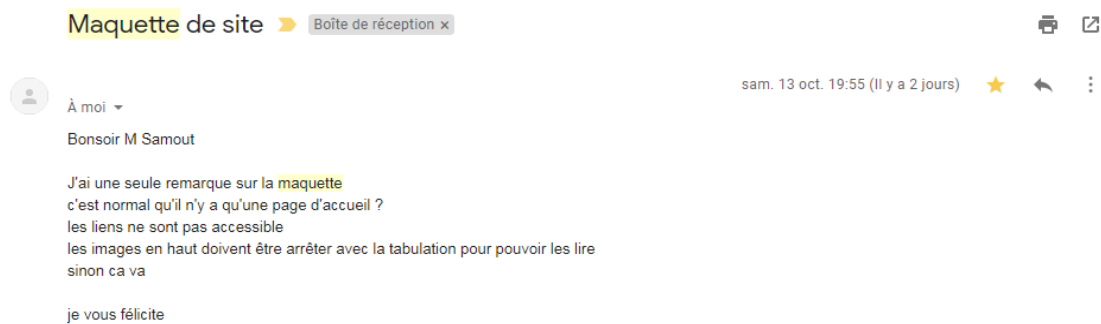 Maquette de site Boîte de réception ×
sam. 13 oct. 19:55 (Il y a 2 jours)
À moi
Bonsoir M Samout
J'ai une seule remarque sur la maquette
c'est normal qu'il n'y a qu'une page d'accueil ?
les liens ne sont pas accessible
les images en haut doivent être arrêter avec la tabulation pour pouvoir les lire
sinon ca va
je vous félicite